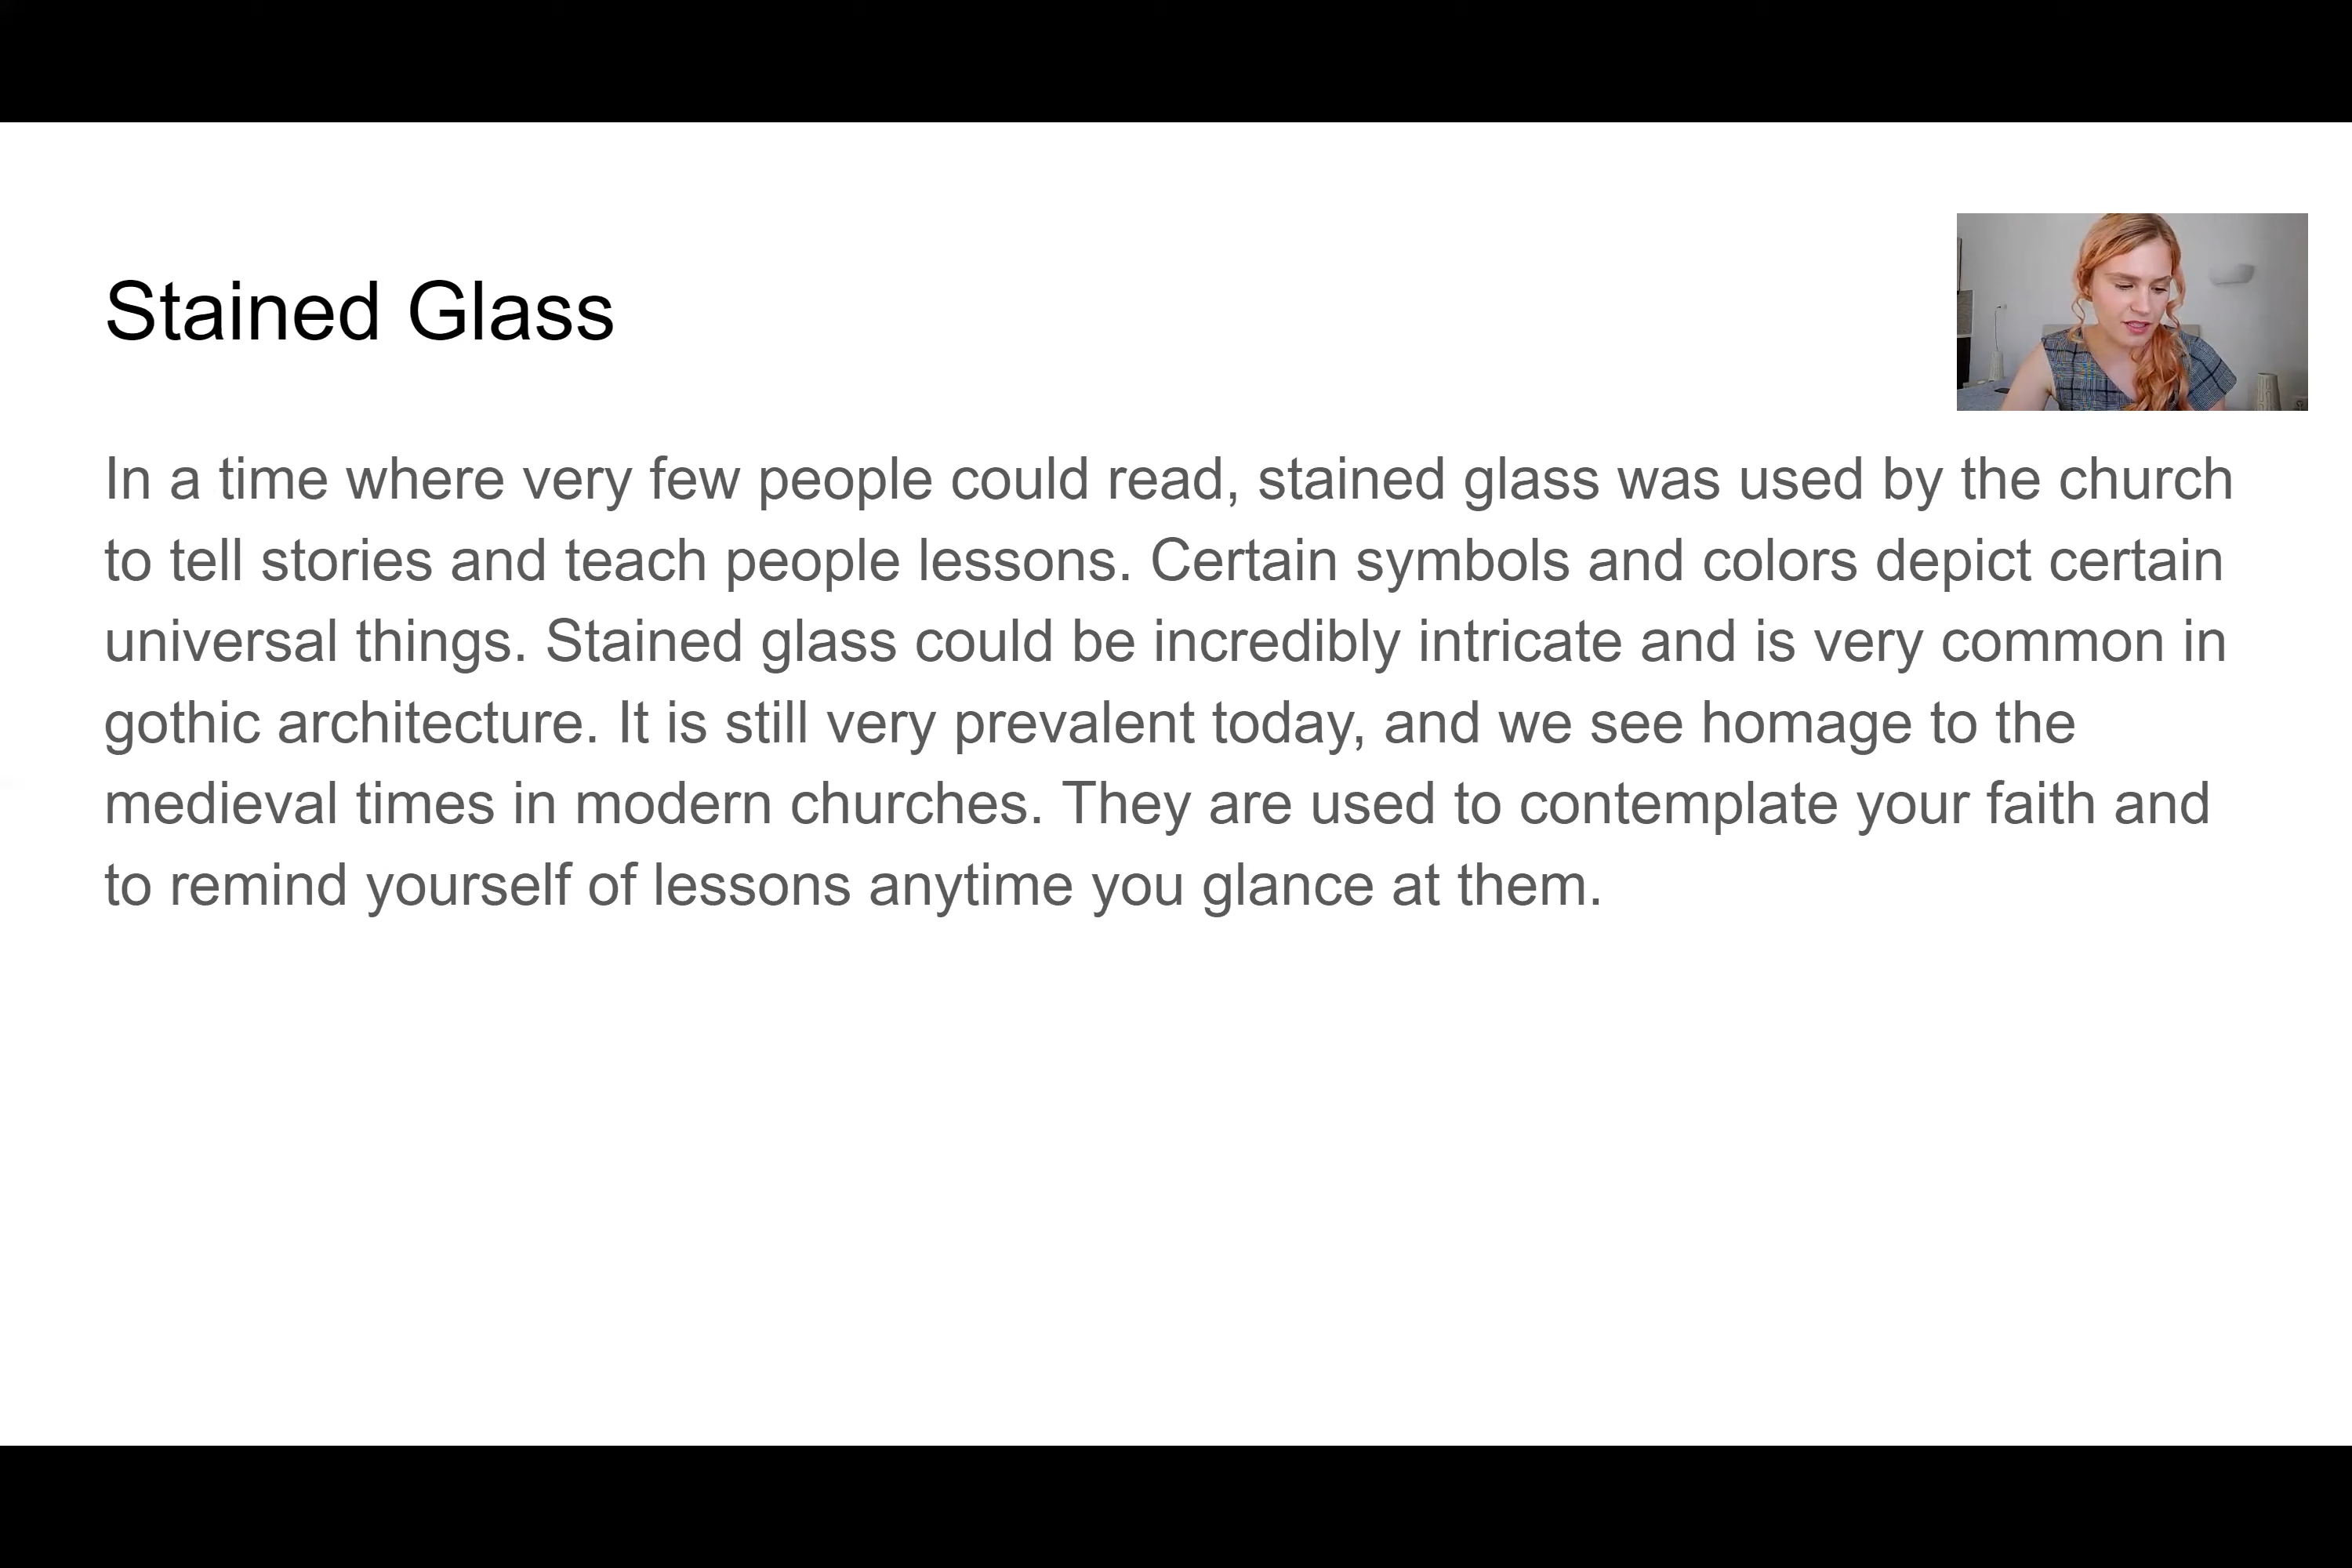 Stained Glass
In a time where very few people could read, stained glass was used by the church
to tell stories and teach people lessons. Certain symbols and colors depict certain
universal things. Stained glass could be incredibly intricate and is very common in
gothic architecture. It is still very prevalent today, and we see homage to the
medieval times in modern churches. They are used to contemplate your faith and
to remind yourself of lessons anytime you glance at them.